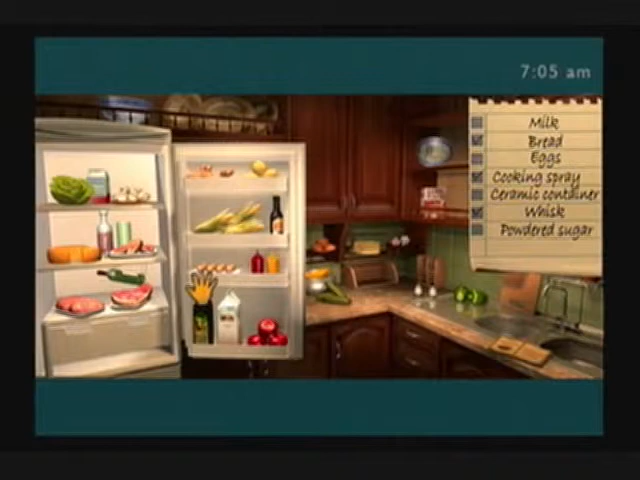 7:05 am
Milk
Bread
Eggs
Cooking spray
Ceramic container
Whisk
Powdered sugar